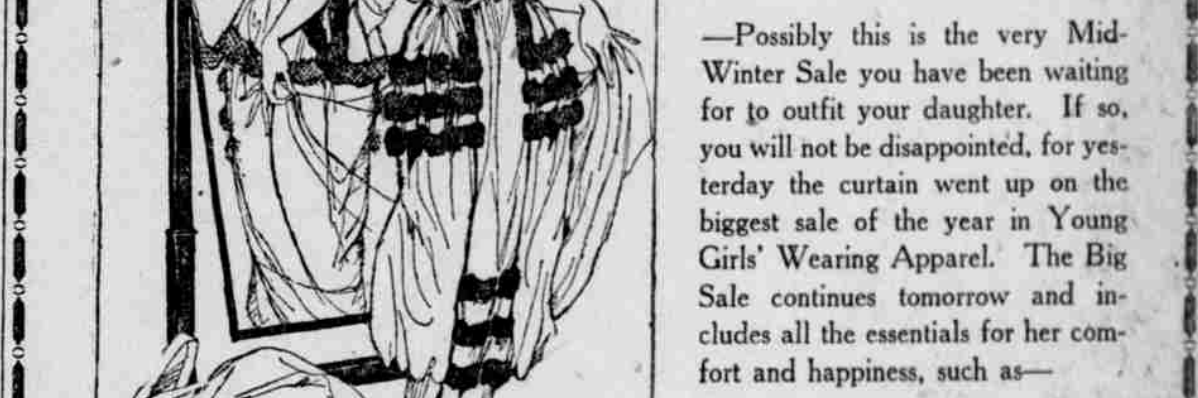 —Possibly this is the very Mid-
Winter Sale you have been waiting
for to outfit your daughter. If so,
you will not be disappointed, for yes-
terday the curtain went up on the
biggest sale of the year in Young
Girls' Wearing Apparel. The Big
Sale continues tomorrow and in-
cludes all the essentials for her com-
fort and happiness, such as—